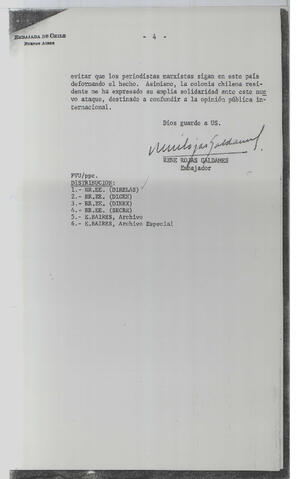 EMBAJADA DE CHILE
BUENOS AIRES
- 4 -
evitar que los periodistas marxistas sigan en este país
deformando el hecho. Asimismo, la colonia chilena resi
dente me ha expresado su amplia solidaridad ante este nue
vo ataque, destinado a confundir a la opinión pública in-
ternacional.
Dios guarde a US.
RENE ROJAS GALDAMES
Embajador
FVU/ppc.
DISTRIBUCION:
1.- RR.EE. (DIRELAS)
2.- RR.EE. (DICEX)
3.- RR.EE. (DINEX)
4.- RR.EE. (SECRE)
5.- E.BAIRES, Archivo
6.- E.BAIRES, Archivo Especial